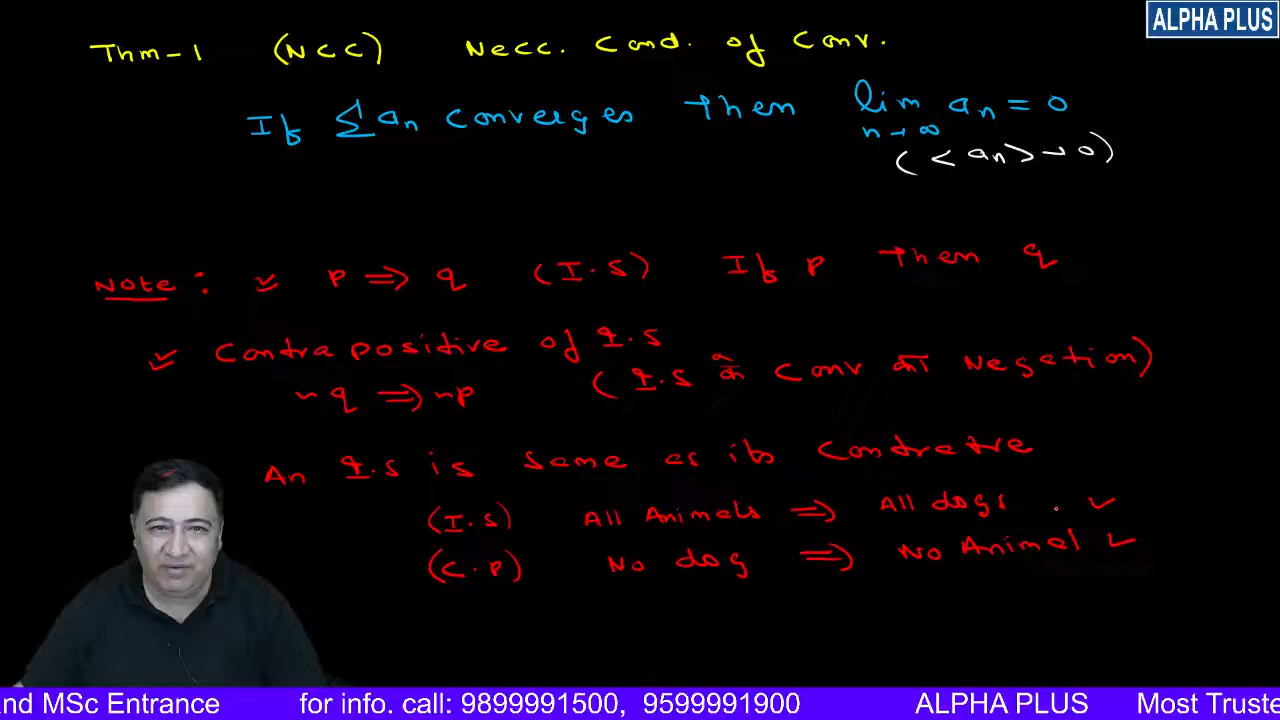 ALPHA PLUS
Thm-1 (NCC) Necc. Cond. of Conv.
If Σan converges then lim an = 0
n→∞
(<an>→0)
Note: ✓ p ⇒ q (I.S) If p then q
✓ Contrapositive of I.S
~q ⇒ ~p (I.S का Conv का Negation)
An I.S is same as its Contratve
(I.S) All Animals ⇒ All dogs . ✓
(C.P) No dog ⇒ No Animal ✓
nd MSc Entrance for info. call: 9899991500, 9599991900 ALPHA PLUS Most Truste